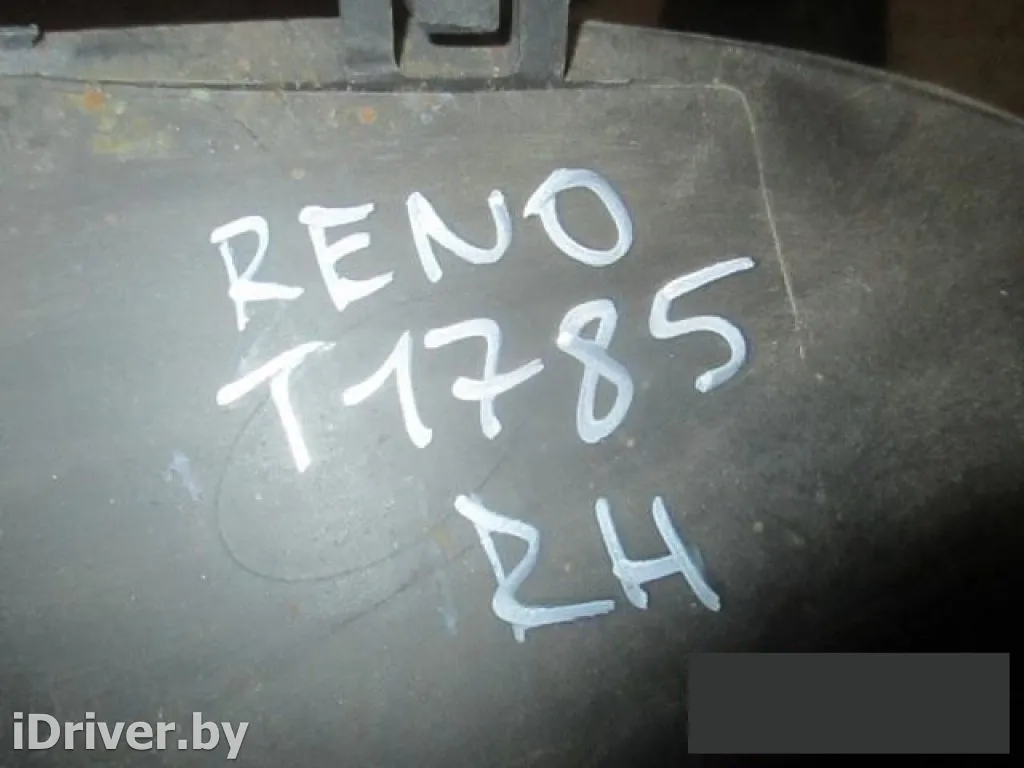 RENO
T1785
RH
iDriver.by